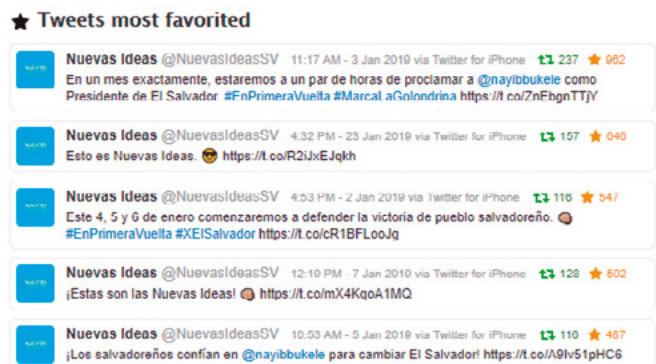 Tweets most favorited
Nuevas Ideas @NuevasIdeasSV 11:17 AM - 3 Jan 2019 via Twitter for iPhone 237 962
En un mes exactamente, estaremos a un par de horas de proclamar a @nayibbukele como
Presidente de El Salvador. #EnPrimeraVuelta #MarcaLaGolondrina https://t.co/ZnEbgnTTjY
Nuevas Ideas @NuevasIdeasSV 4:32 PM - 23 Jan 2019 via Twitter for iPhone 157 640
Esto es Nuevas Ideas. 😎 https://t.co/R2iJxEJqkh
Nuevas Ideas @NuevasIdeasSV 4:53 PM - 2 Jan 2019 via Twitter for iPhone 116 547
Este 4, 5 y 6 de enero comenzaremos a defender la victoria de pueblo salvadoreño.
#EnPrimeraVuelta #XElSalvador https://t.co/cR1BFLooJg
Nuevas Ideas @NuevasIdeasSV 12:10 PM - 7 Jan 2019 via Twitter for iPhone 128 502
¡Estas son las Nuevas Ideas! https://t.co/mX4KqoA1MQ
Nuevas Ideas @NuevasIdeasSV 10:53 AM - 5 Jan 2019 via Twitter for iPhone 116 487
¡Los salvadoreños confían en @nayibbukele para cambiar El Salvador!